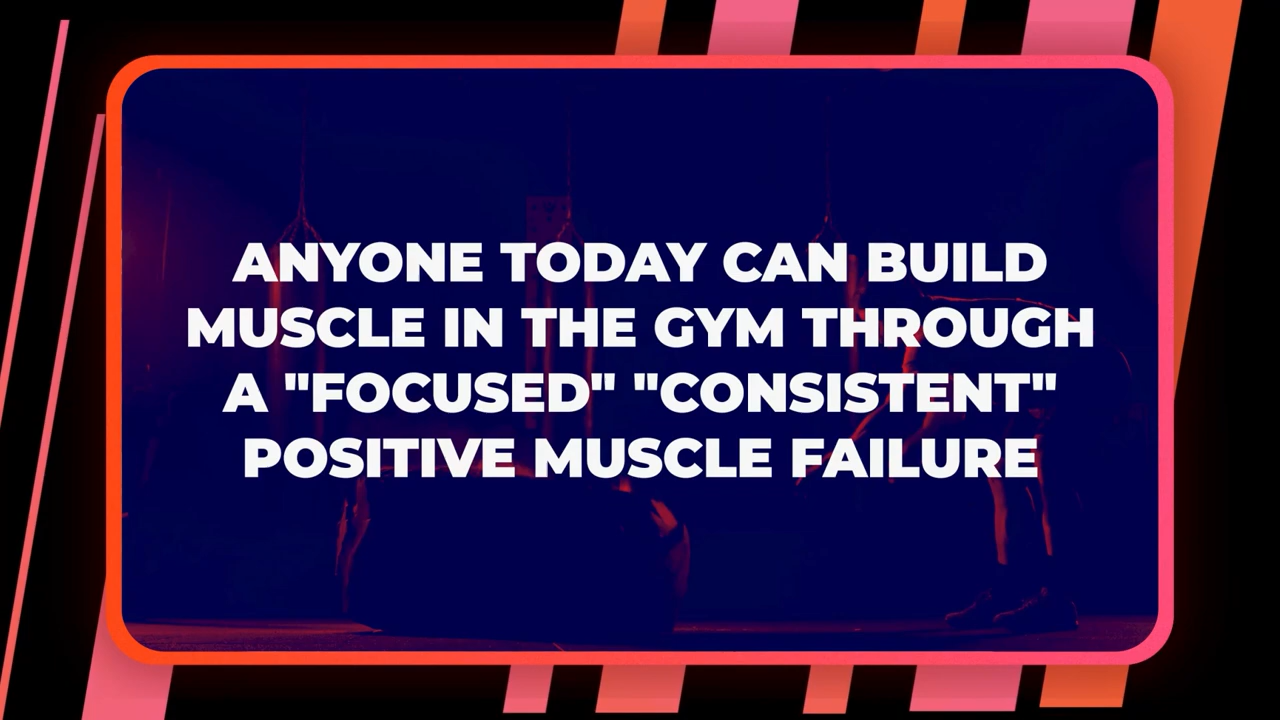 ANYONE TODAY CAN BUILD
MUSCLE IN THE GYM THROUGH
A "FOCUSED" "CONSISTENT"
POSITIVE MUSCLE FAILURE